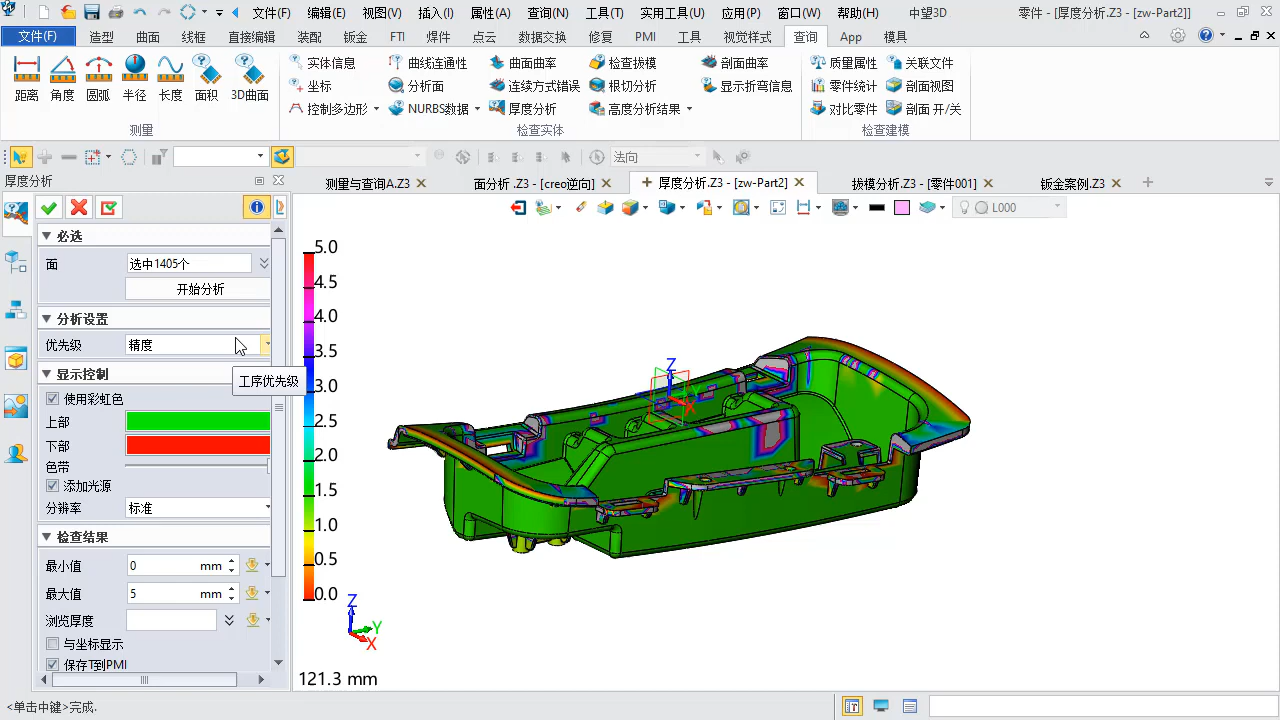 文件(F) 编辑(E) 视图(V) 插入(I) 属性(A) 查询(N) 工具(T) 实用工具(U) 应用(P) 窗口(W) 帮助(H) 中望3D 零件 - [厚度分析.Z3 - [zw-Part2]]
文件(F) 造型 曲面 线框 直接编辑 装配 钣金 FTI 焊件 点云 数据交换 修复 PMI 工具 视觉样式 查询 App 模具
距离 角度 圆弧 半径 长度 面积 3D曲面
实体信息 曲线连通性 曲面曲率 检查拔模 剖面曲率 质量属性 关联文件
坐标 分析面 连续方式错误 根切分析 显示折弯信息 零件统计 剖面视图
控制多边形 NURBS数据 厚度分析 高度分析结果 对比零件 剖面 开/关
测量 检查实体 检查建模
法向
厚度分析
测量与查询A.Z3 面分析 .Z3 - [creo逆向] 厚度分析.Z3 - [zw-Part2] 拔模分析.Z3 - [零件001] 钣金案例.Z3
L000
必选
面 选中1405个
开始分析
分析设置
优先级 精度
工序优先级
显示控制
使用彩虹色
上部
下部
色带
添加光源
分辨率 标准
检查结果
最小值 0 mm
最大值 5 mm
浏览厚度
与坐标显示
保存T到PMI
5.0
4.5
4.0
3.5
3.0
2.5
2.0
1.5
1.0
0.5
0.0
Z
Y
X
Z
Y
X
121.3 mm
<单击中键>完成.